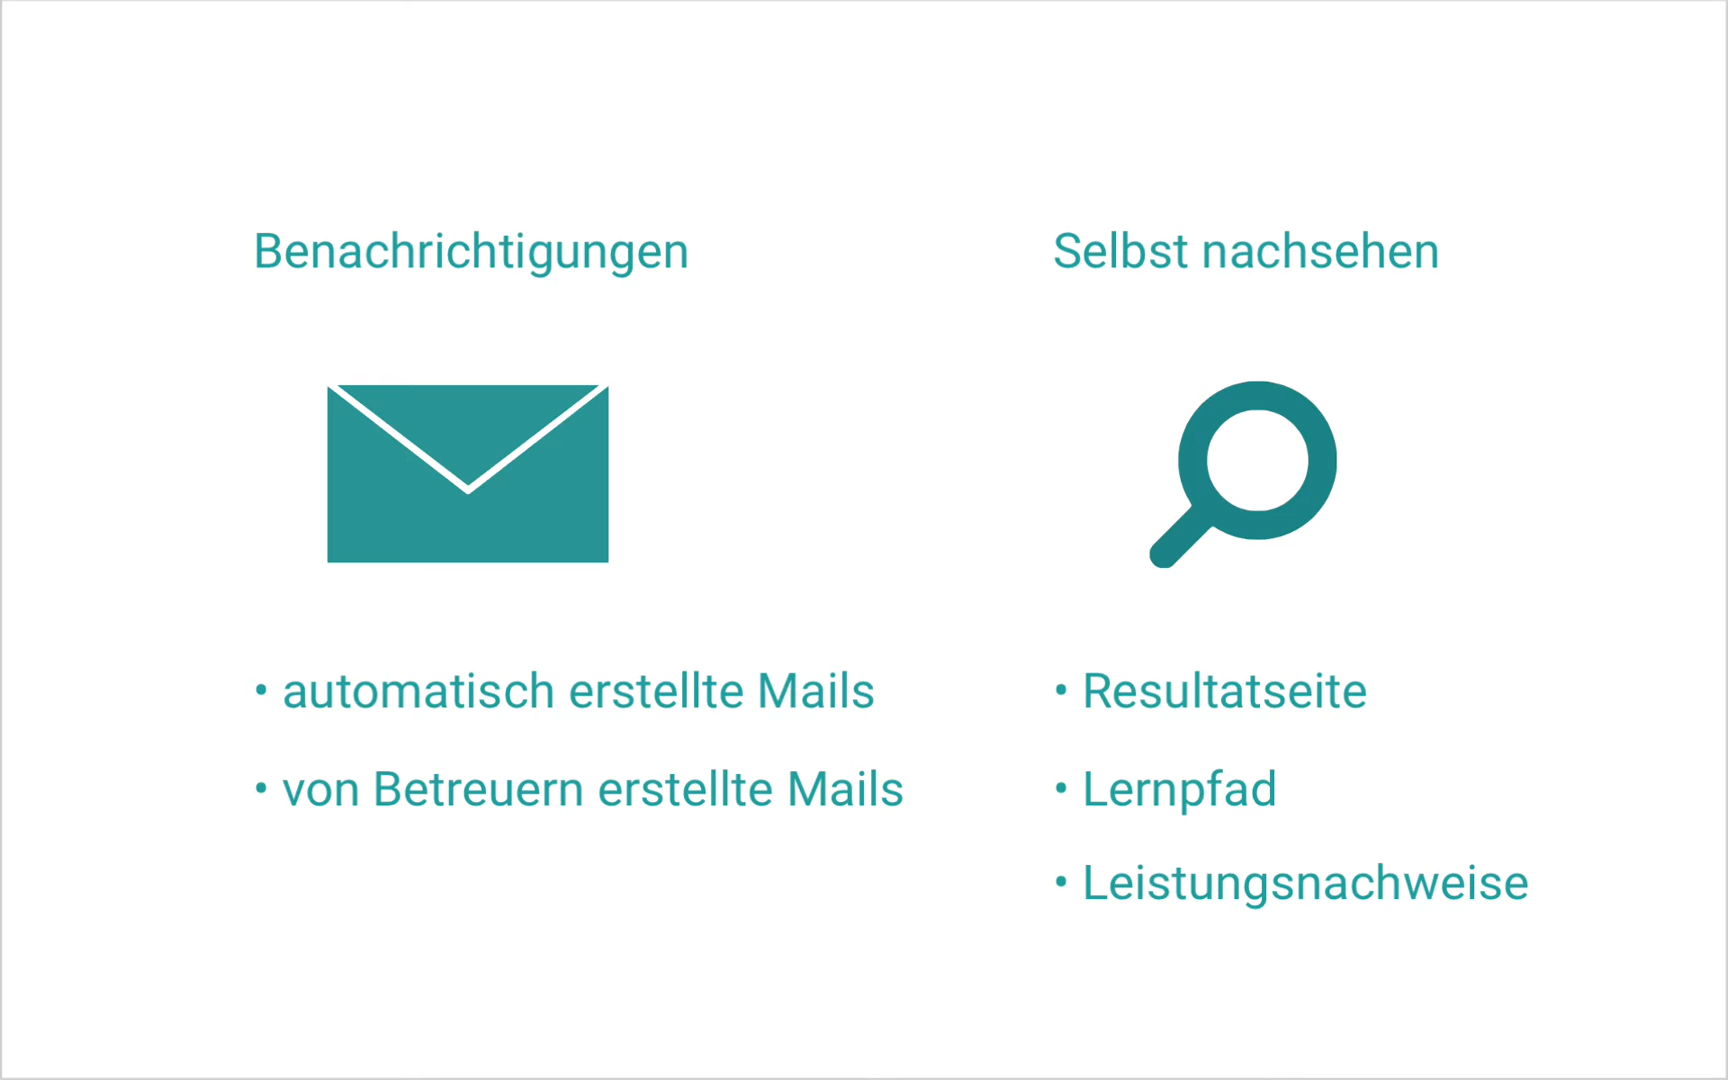 Benachrichtigungen
• automatisch erstellte Mails
• von Betreuern erstellte Mails
Selbst nachsehen
• Resultatseite
• Lernpfad
• Leistungsnachweise